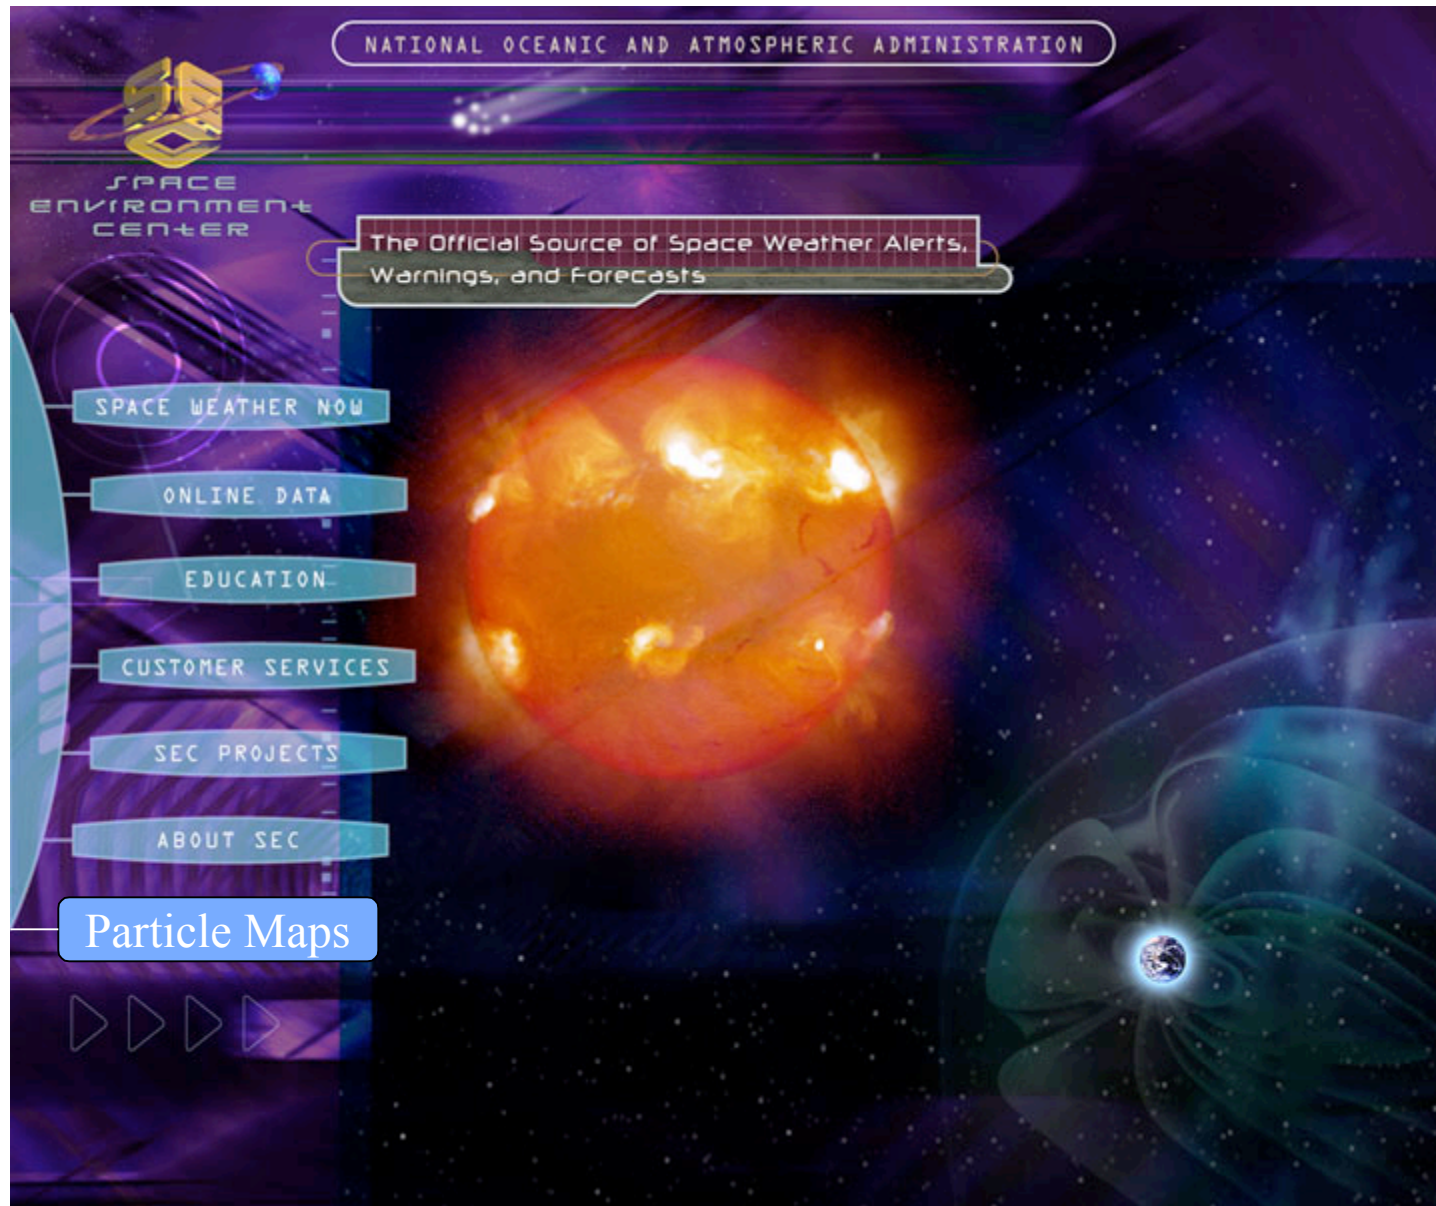 NATIONAL OCEANIC AND ATMOSPHERIC ADMINISTRATION
SEC
SPACE
ENVIRONMENT
CENTER
The Official Source of Space Weather Alerts,
Warnings, and Forecasts
SPACE WEATHER NOW
ONLINE DATA
EDUCATION
CUSTOMER SERVICES
SEC PROJECTS
ABOUT SEC
Particle Maps